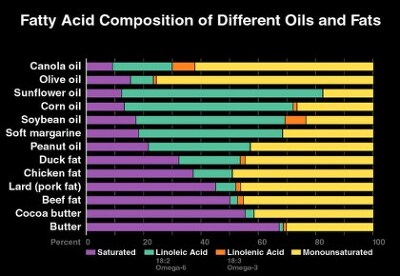 Fatty Acid Composition of Different Oils and Fats
Canola oil
Olive oil
Sunflower oil
Corn oil
Soybean oil
Soft margarine
Peanut oil
Duck fat
Chicken fat
Lard (pork fat)
Beef fat
Cocoa butter
Butter
Percent 0 20 40 60 80 100
Saturated Linoleic Acid Linolenic Acid Monounsaturated
18:2 18:3
Omega-6 Omega-3